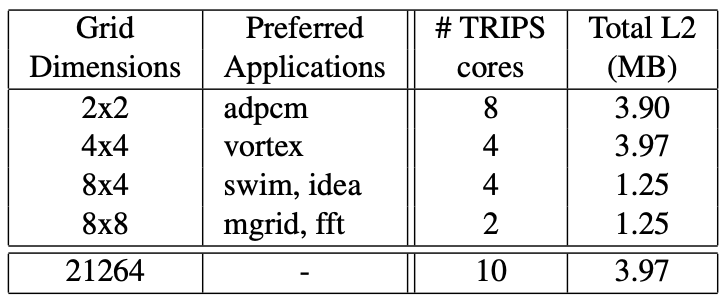 Grid Dimensions | Preferred Applications | # TRIPS cores | Total L2 (MB)
2x2 | adpcm | 8 | 3.90
4x4 | vortex | 4 | 3.97
8x4 | swim, idea | 4 | 1.25
8x8 | mgrid, fft | 2 | 1.25
21264 | - | 10 | 3.97